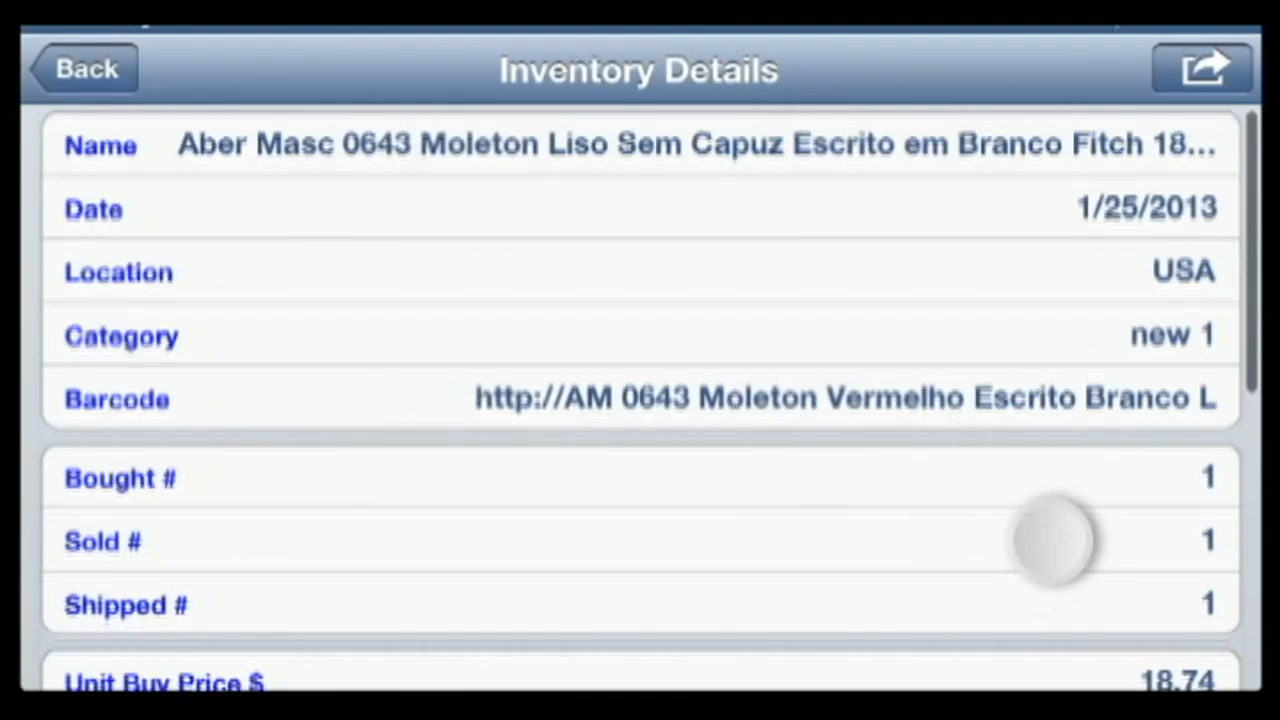 Back
Inventory Details
Name Aber Masc 0643 Moleton Liso Sem Capuz Escrito em Branco Fitch 18...
Date 1/25/2013
Location USA
Category new 1
Barcode http://AM 0643 Moleton Vermelho Escrito Branco L
Bought # 1
Sold # 1
Shipped # 1
Unit Buy Price $ 18.74